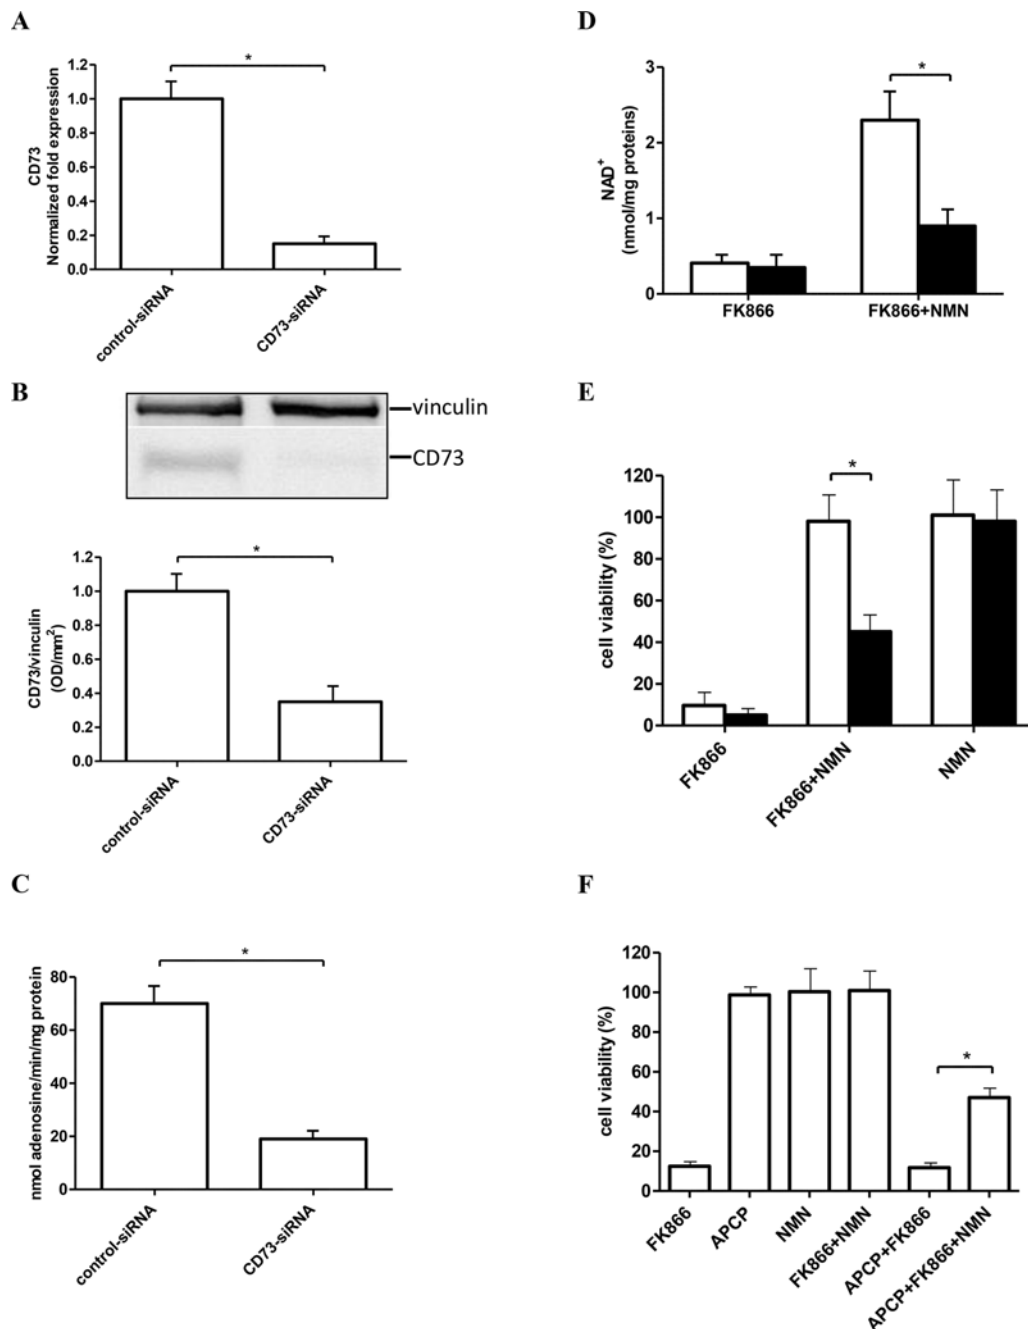 A
*
CD73
Normalized fold expression
1.2
1.0
0.8
0.6
0.4
0.2
0.0
control-siRNA
CD73-siRNA
B
vinculin
CD73
*
CD73/vinculin
(OD/mm²)
1.2
1.0
0.8
0.6
0.4
0.2
0.0
control-siRNA
CD73-siRNA
C
*
nmol adenosine/min/mg protein
80
60
40
20
0
control-siRNA
CD73-siRNA
D
*
NAD⁺
(nmol/mg proteins)
3
2
1
0
FK866
FK866+NMN
E
*
cell viability (%)
120
100
80
60
40
20
0
FK866
FK866+NMN
NMN
F
*
cell viability (%)
120
100
80
60
40
20
0
FK866
APCP
NMN
FK866+NMN
APCP+FK866
APCP+FK866+NMN